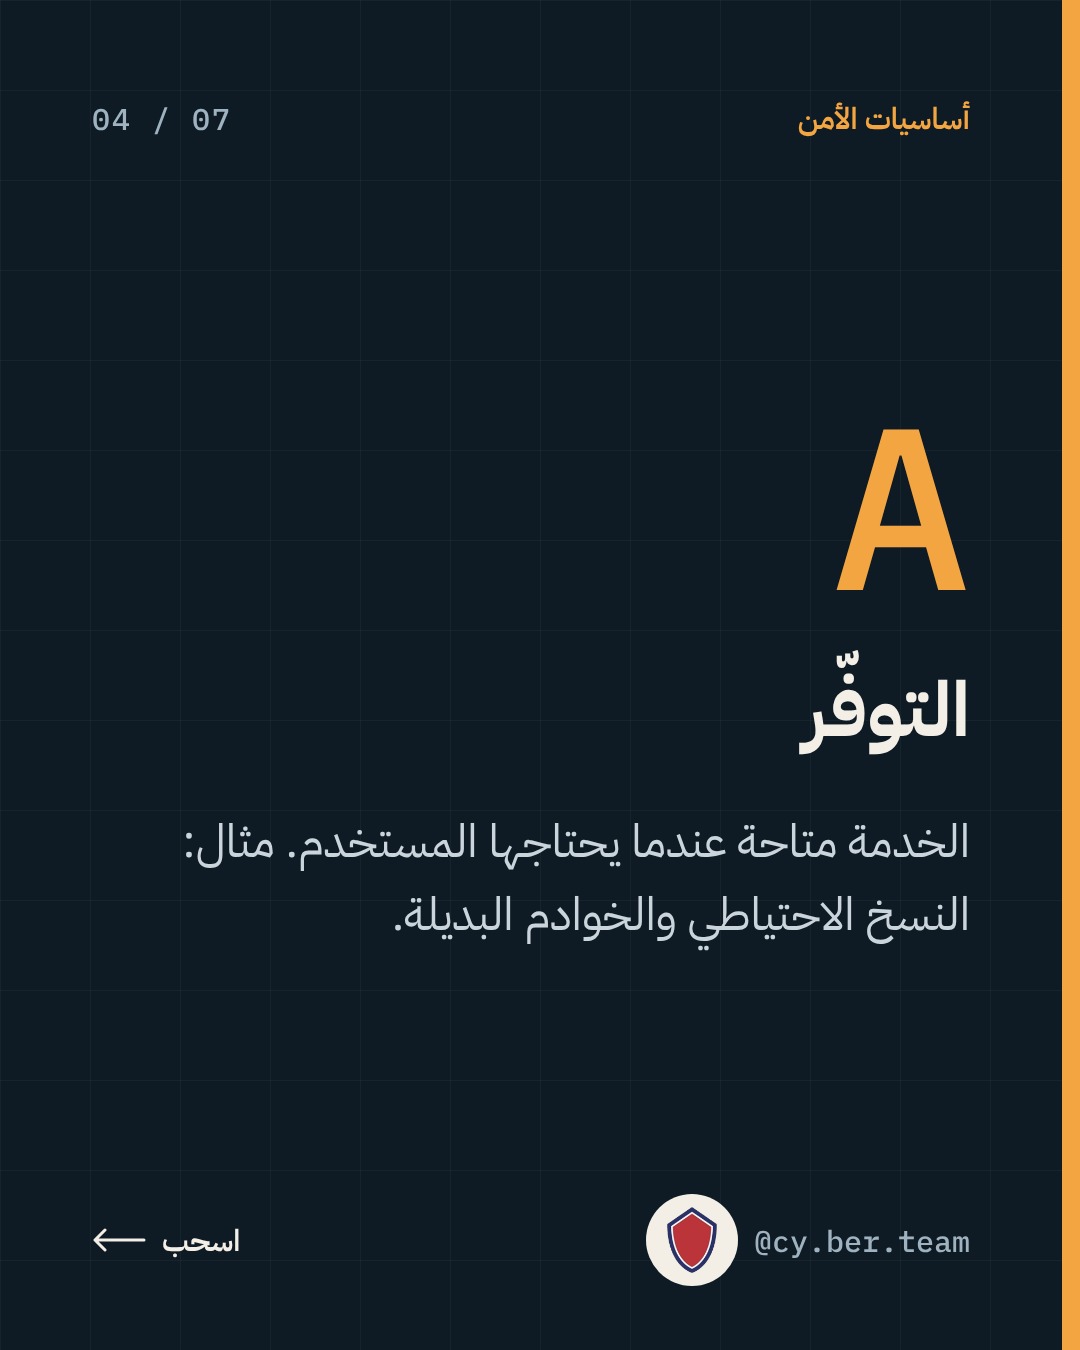 أساسيات الأمن
04 / 07
A
التوفّر
الخدمة متاحة عندما يحتاجها المستخدم. مثال:
النسخ الاحتياطي والخوادم البديلة.
@cy.ber.team
اسحب ←